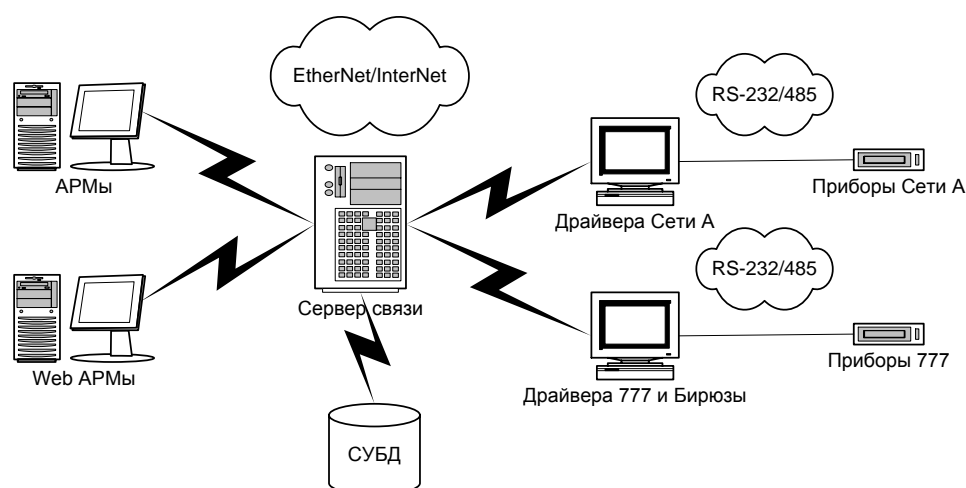 EtherNet/InterNet
RS-232/485
АРМы
Приборы Сети А
Драйвера Сети А
RS-232/485
Сервер связи
Web АРМы
Приборы 777
Драйвера 777 и Бирюзы
СУБД